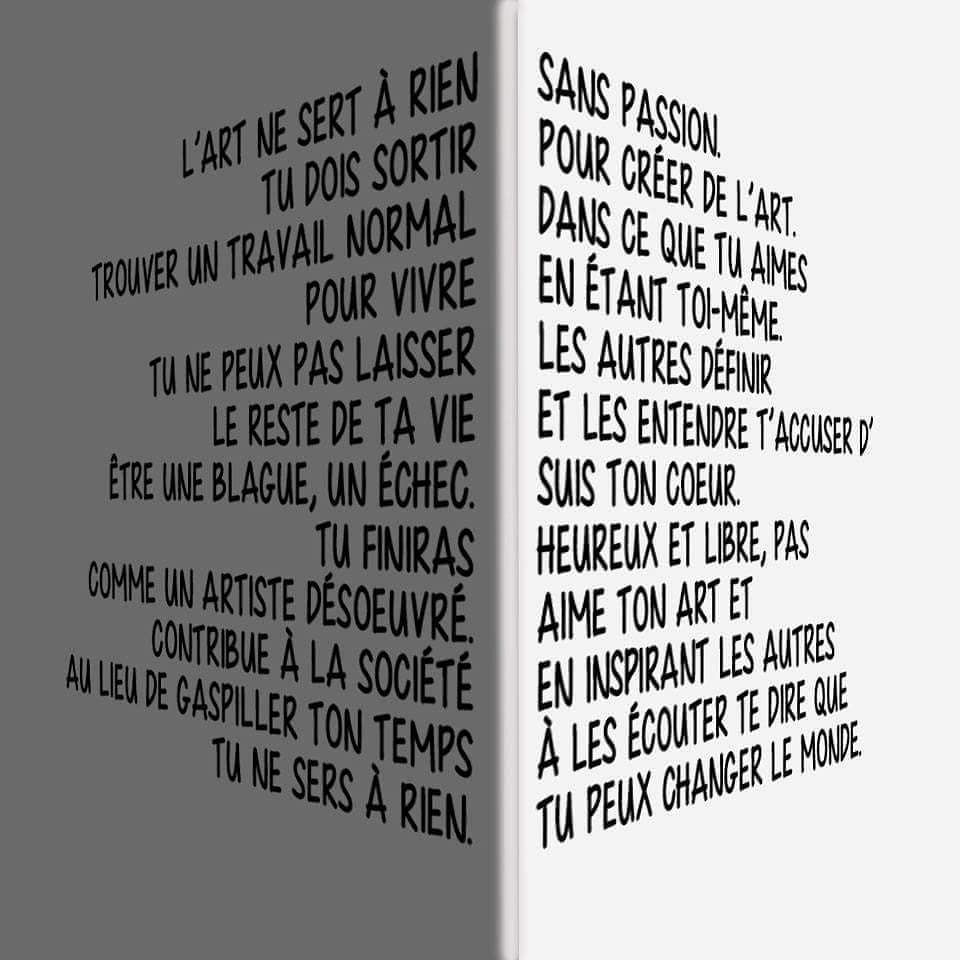 L'ART NE SERT À RIEN SANS PASSION.
TU DOIS SORTIR POUR CRÉER DE L'ART.
TROUVER UN TRAVAIL NORMAL DANS CE QUE TU AIMES
POUR VIVRE EN ÉTANT TOI-MÊME.
TU NE PEUX PAS LAISSER LES AUTRES DÉFINIR
LE RESTE DE TA VIE ET LES ENTENDRE T'ACCUSER D'
ÊTRE UNE BLAGUE, UN ÉCHEC. SUIS TON COEUR.
TU FINIRAS HEUREUX ET LIBRE, PAS
COMME UN ARTISTE DÉSOEUVRÉ. AIME TON ART ET
CONTRIBUE À LA SOCIÉTÉ EN INSPIRANT LES AUTRES
AU LIEU DE GASPILLER TON TEMPS À LES ÉCOUTER TE DIRE QUE
TU NE SERS À RIEN. TU PEUX CHANGER LE MONDE.